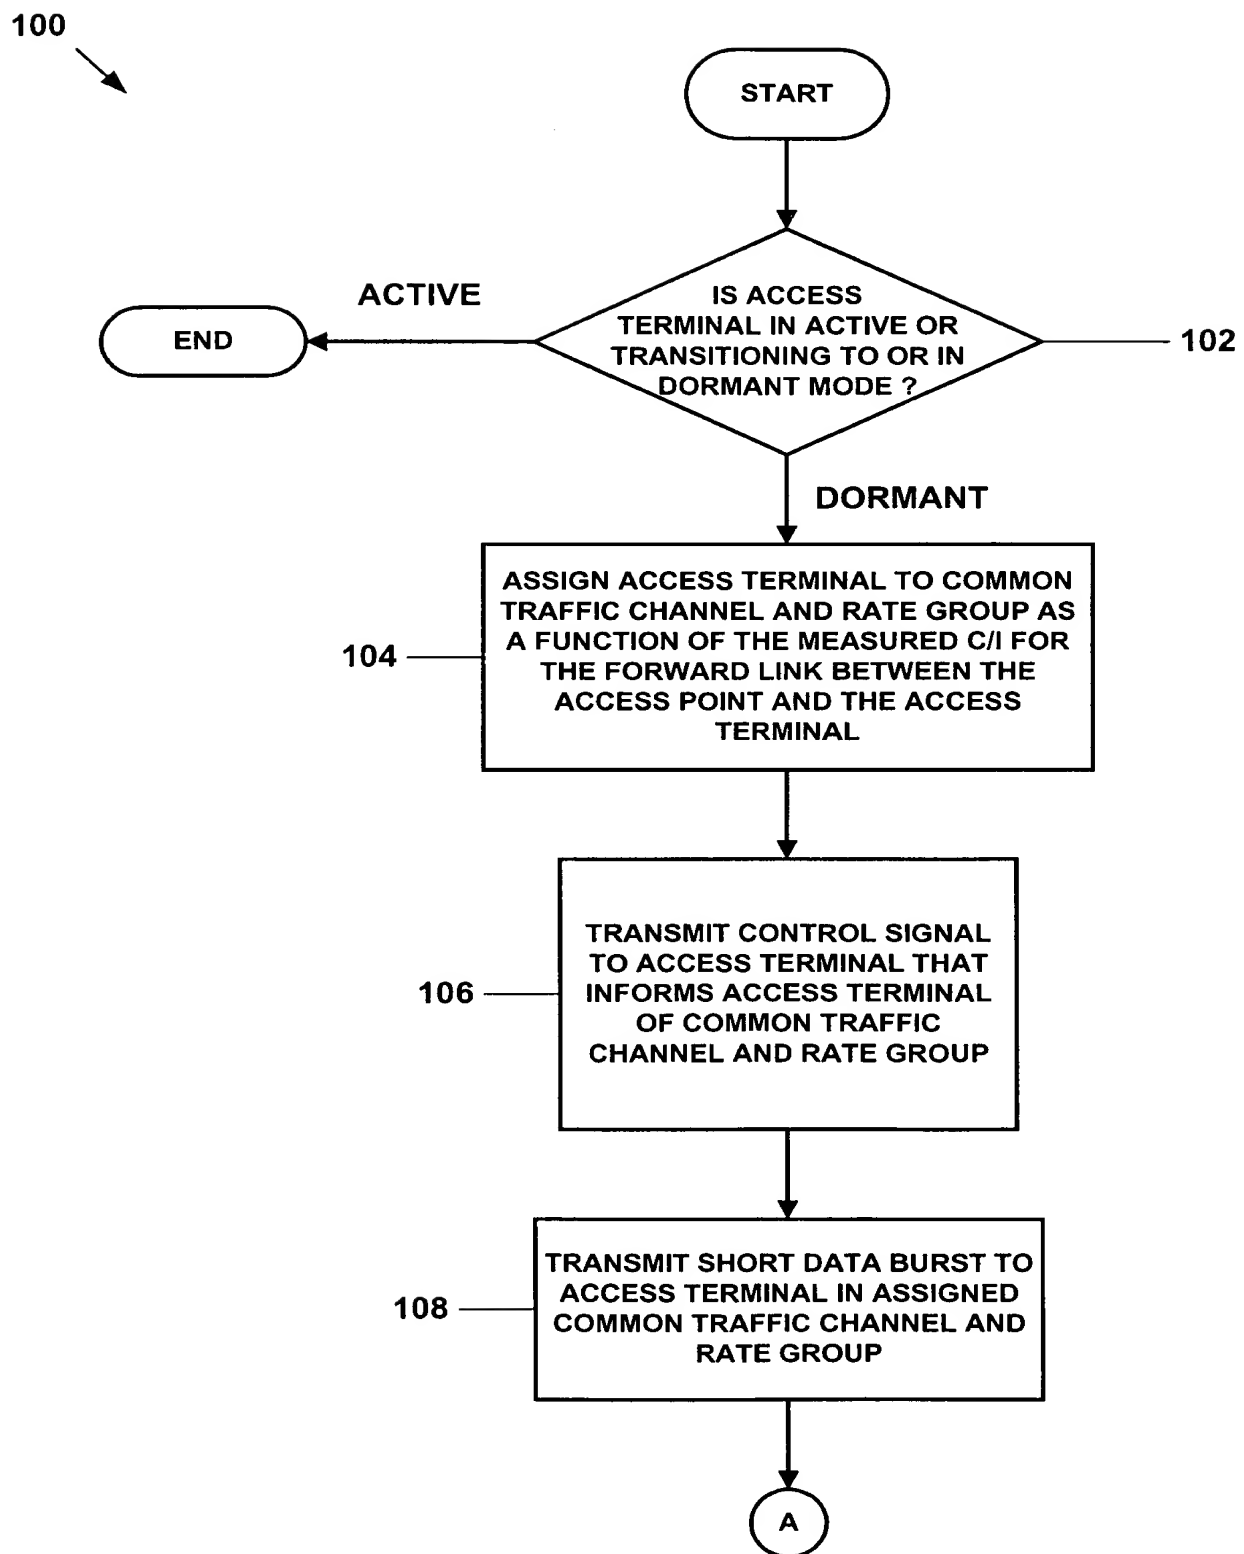 100
START
IS ACCESS
TERMINAL IN ACTIVE OR
TRANSITIONING TO OR IN
DORMANT MODE ?
ACTIVE
END
102
DORMANT
ASSIGN ACCESS TERMINAL TO COMMON
TRAFFIC CHANNEL AND RATE GROUP AS
A FUNCTION OF THE MEASURED C/I FOR
THE FORWARD LINK BETWEEN THE
ACCESS POINT AND THE ACCESS
TERMINAL
104
TRANSMIT CONTROL SIGNAL
TO ACCESS TERMINAL THAT
INFORMS ACCESS TERMINAL
OF COMMON TRAFFIC
CHANNEL AND RATE GROUP
106
TRANSMIT SHORT DATA BURST TO
ACCESS TERMINAL IN ASSIGNED
COMMON TRAFFIC CHANNEL AND
RATE GROUP
108
A